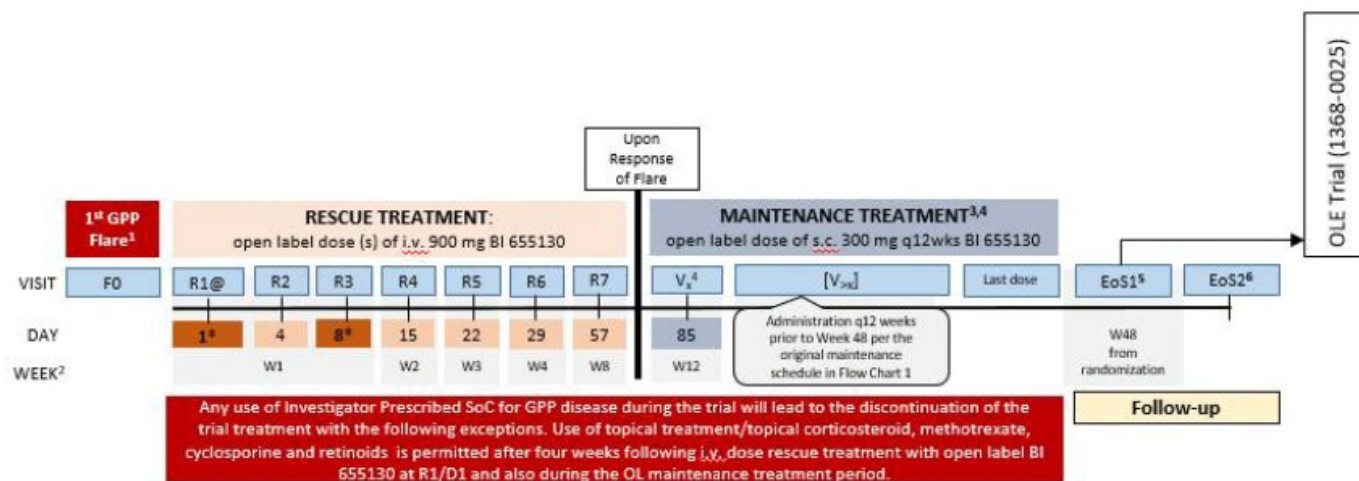 OLE Trial (1368-0025)
Upon
Response
of Flare
1st GPP
Flare1
RESCUE TREATMENT:
open label dose (s) of i.v. 900 mg BI 655130
MAINTENANCE TREATMENT3,4
open label dose of s.c. 300 mg q12wks BI 655130
VISIT F0 R1@ R2 R3 R4 R5 R6 R7 Vx4 [V>x] Last dose EoS15 EoS26
DAY 1* 4 8* 15 22 29 57 85
WEEK2 W1 W2 W3 W4 W8 W12
Administration q12 weeks
prior to Week 48 per the
original maintenance
schedule in Flow Chart 1
W48
from
randomization
Any use of Investigator Prescribed SoC for GPP disease during the trial will lead to the discontinuation of the
trial treatment with the following exceptions. Use of topical treatment/topical corticosteroid, methotrexate,
cyclosporine and retinoids is permitted after four weeks following i.v. dose rescue treatment with open label BI
655130 at R1/D1 and also during the OL maintenance treatment period.
Follow-up